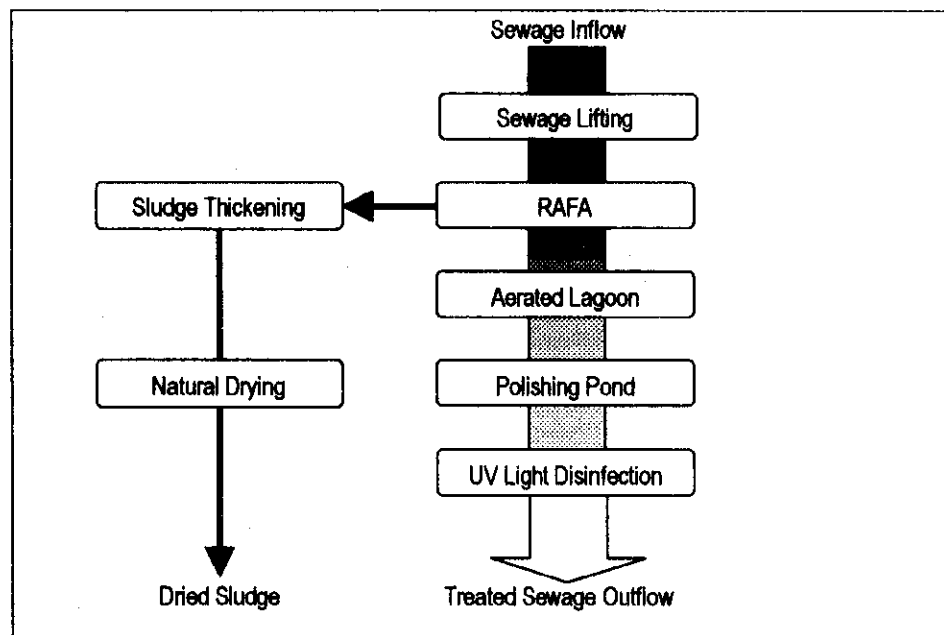 Sewage Inflow
Sewage Lifting
Sludge Thickening
RAFA
Aerated Lagoon
Natural Drying
Polishing Pond
UV Light Disinfection
Dried Sludge
Treated Sewage Outflow